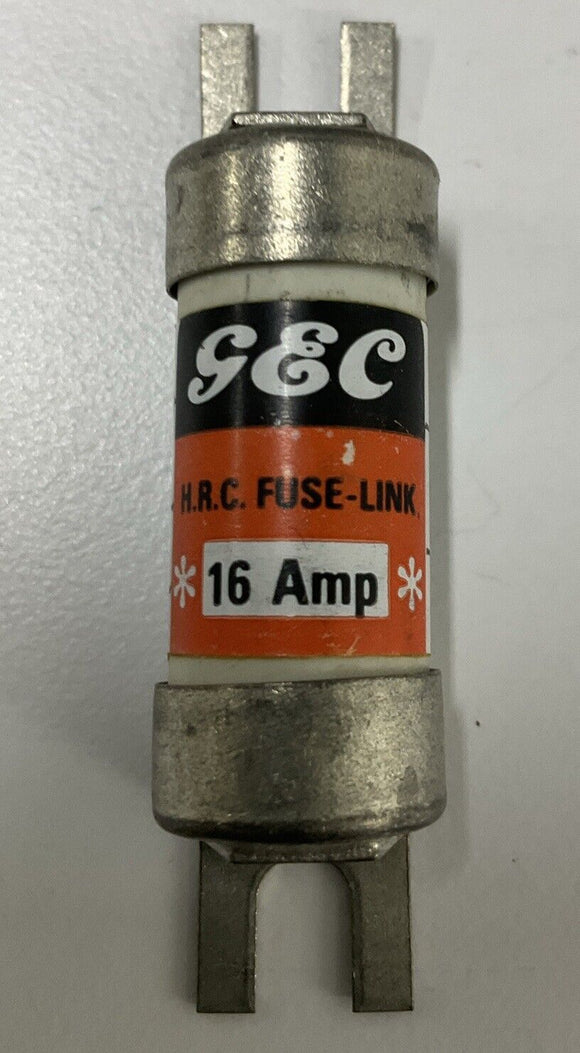 GEC
H.R.C. FUSE-LINK
* 16 Amp *